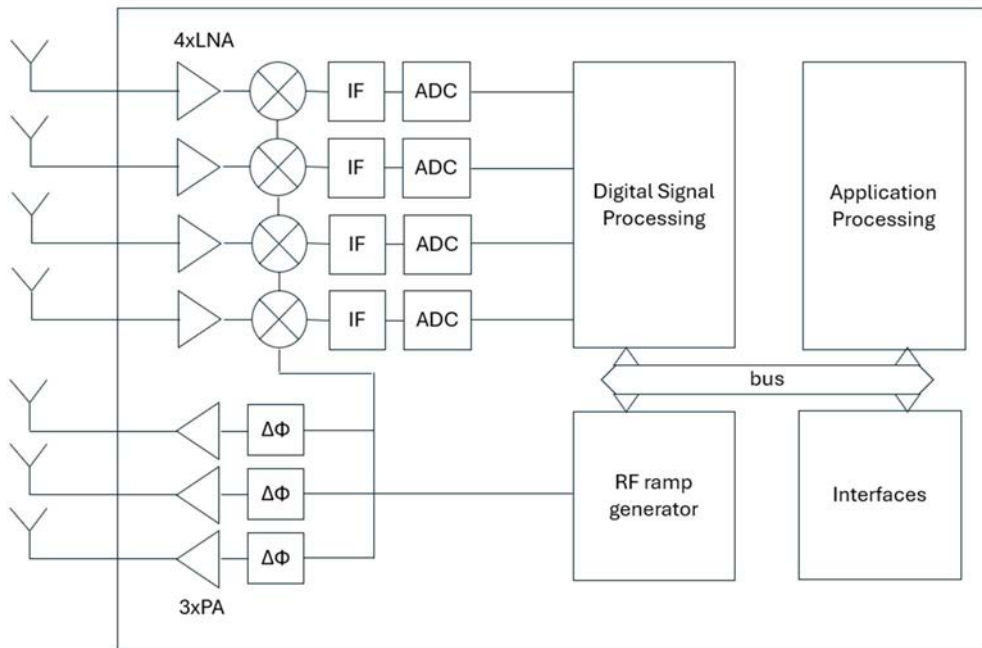 4xLNA
IF
ADC
IF
ADC
IF
ADC
IF
ADC
Digital Signal
Processing
Application
Processing
bus
ΔΦ
ΔΦ
ΔΦ
3xPA
RF ramp
generator
Interfaces